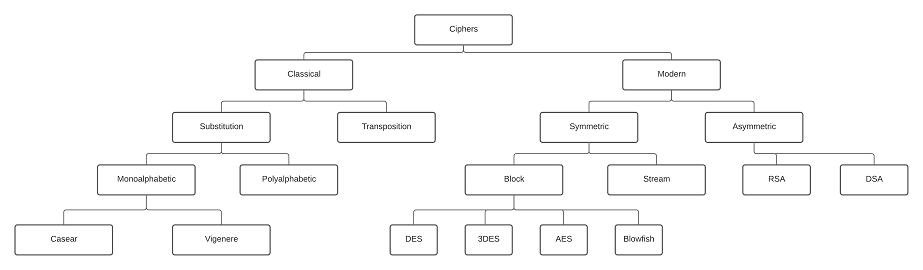 Ciphers
Classical
Modern
Substitution
Transposition
Symmetric
Asymmetric
Monoalphabetic
Polyalphabetic
Block
Stream
RSA
DSA
Casear
Vigenere
DES
3DES
AES
Blowfish